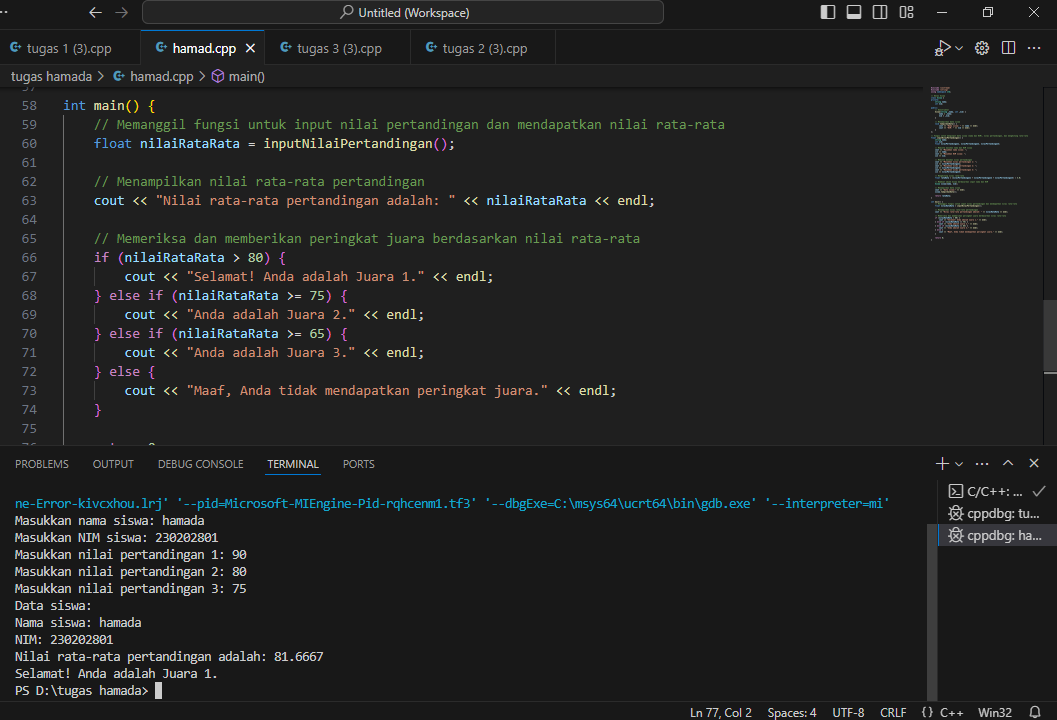 Untitled (Workspace)
tugas 1 (3).cpp hamad.cpp tugas 3 (3).cpp tugas 2 (3).cpp
tugas hamada > hamad.cpp > main()
57
58 int main() {
59 // Memanggil fungsi untuk input nilai pertandingan dan mendapatkan nilai rata-rata
60 float nilaiRataRata = inputNilaiPertandingan();
61
62 // Menampilkan nilai rata-rata pertandingan
63 cout << "Nilai rata-rata pertandingan adalah: " << nilaiRataRata << endl;
64
65 // Memeriksa dan memberikan peringkat juara berdasarkan nilai rata-rata
66 if (nilaiRataRata > 80) {
67 cout << "Selamat! Anda adalah Juara 1." << endl;
68 } else if (nilaiRataRata >= 75) {
69 cout << "Anda adalah Juara 2." << endl;
70 } else if (nilaiRataRata >= 65) {
71 cout << "Anda adalah Juara 3." << endl;
72 } else {
73 cout << "Maaf, Anda tidak mendapatkan peringkat juara." << endl;
74 }
75
76
PROBLEMS OUTPUT DEBUG CONSOLE TERMINAL PORTS
ne-Error-kivcxhou.lrj' '--pid=Microsoft-MIEngine-Pid-rqhcenm1.tf3' '--dbgExe=C:\msys64\ucrt64\bin\gdb.exe' '--interpreter=mi'
Masukkan nama siswa: hamada
Masukkan NIM siswa: 230202801
Masukkan nilai pertandingan 1: 90
Masukkan nilai pertandingan 2: 80
Masukkan nilai pertandingan 3: 75
Data siswa:
Nama siswa: hamada
NIM: 230202801
Nilai rata-rata pertandingan adalah: 81.6667
Selamat! Anda adalah Juara 1.
PS D:\tugas hamada>
C/C++: ...
cppdbg: tu...
cppdbg: ha...
Ln 77, Col 2 Spaces: 4 UTF-8 CRLF {} C++ Win32